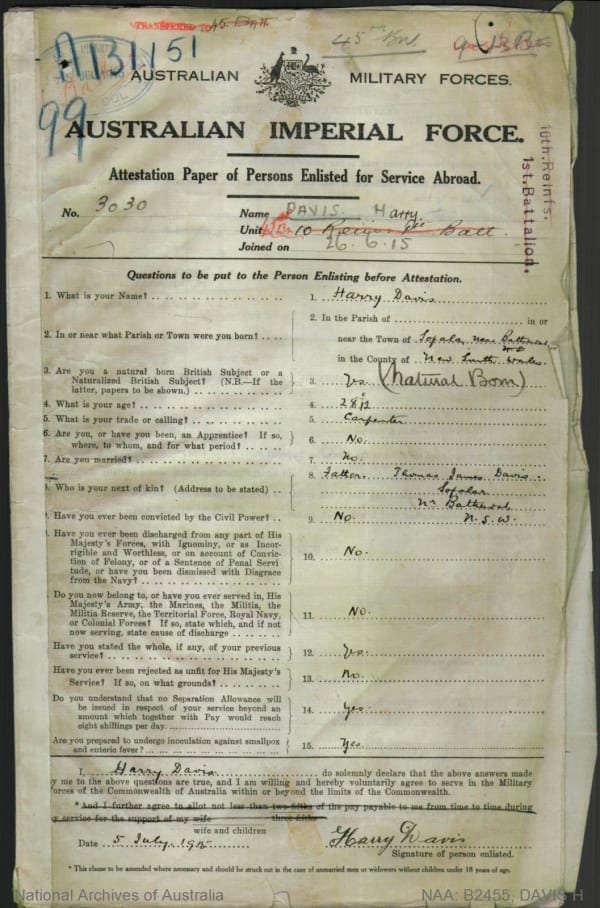 TRANSFERED TO 45 Batt
45th Bn.
A131151
99
AUSTRALIAN MILITARY FORCES.
AUSTRALIAN IMPERIAL FORCE.
Attestation Paper of Persons Enlisted for Service Abroad.
10th. Reinfs.
1st. Battalion.
No. 3030
Name DAVIS Harry.
Unit 10 Batt.
Joined on 26.6.15
Questions to be put to the Person Enlisting before Attestation.
1. What is your Name? 1. Harry Davis
2. In or near what Parish or Town were you born? 2. In the Parish of in or
near the Town of near
in the County of New South Wales
3. Are you a natural born British Subject or a
Naturalized British Subject? (N.B.—If the
latter, papers to be shown.) 3. Yes (Natural Born)
4. What is your age? 4. 28
5. What is your trade or calling? 5. Carpenter
6. Are you, or have you been, an Apprentice? If so,
where, to whom, and for what period? 6. No.
7. Are you married? 7. No.
8. Who is your next of kin? (Address to be stated) 8. Father, Thomas James Davis.
nr
N.S.W.
9. Have you ever been convicted by the Civil Power? 9. No.
Have you ever been discharged from any part of His
Majesty's Forces, with Ignominy, or as Incor-
rigible and Worthless, or on account of Convic-
tion of Felony, or of a Sentence of Penal Servi-
tude, or have you been dismissed with Disgrace
from the Navy? 10. No.
Do you now belong to, or have you ever served in, His
Majesty's Army, the Marines, the Militia, the
Militia Reserve, the Territorial Force, Royal Navy,
or Colonial Forces? If so, state which, and if not
now serving, state cause of discharge 11. No.
Have you stated the whole, if any, of your previous
service? 12. Yes.
Have you ever been rejected as unfit for His Majesty's
Service? If so, on what grounds? 13. No.
Do you understand that no Separation Allowance will
be issued in respect of your service beyond an
amount which together with Pay would reach
eight shillings per day. 14. Yes.
Are you prepared to undergo inoculation against smallpox
and enteric fever? 15. Yes.
I, Harry Davis do solemnly declare that the above answers made
by me to the above questions are true, and I am willing and hereby voluntarily agree to serve in the Military
Forces of the Commonwealth of Australia within or beyond the limits of the Commonwealth.
* And I further agree to allot not less than two-fifths of the pay payable to me from time to time during
three-fifths
my service for the support of my wife
wife and children
Date 5 July 1915 Harry Davis
Signature of person enlisted.
* This clause to be amended where necessary and should be struck out in the case of unmarried men or widowers without children under 18 years of age.
National Archives of Australia NAA: B2455, DAVIS H